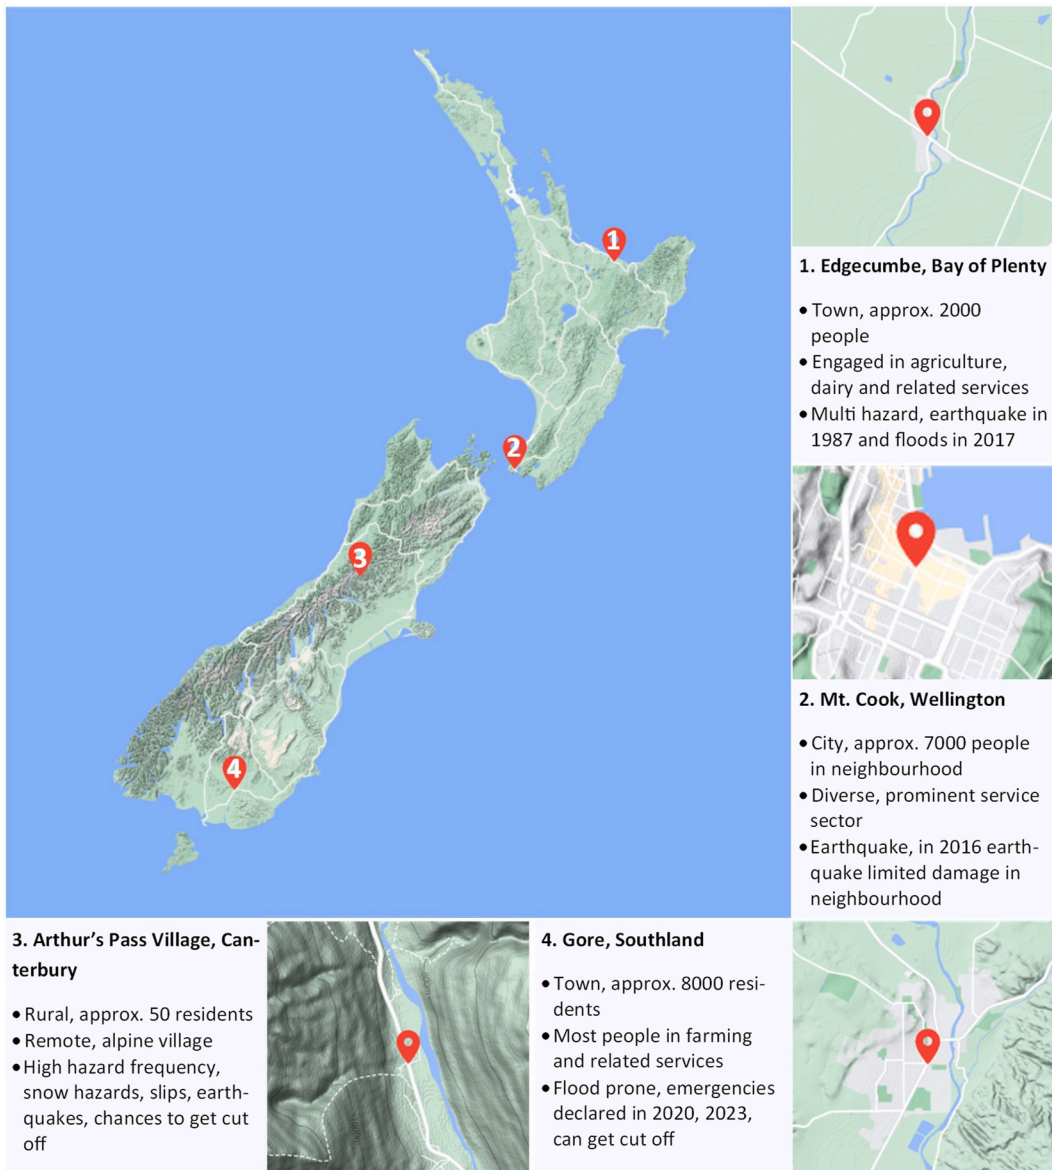 1
2
3
4
1. Edgecumbe, Bay of Plenty
• Town, approx. 2000
people
• Engaged in agriculture,
dairy and related services
• Multi hazard, earthquake in
1987 and floods in 2017
2. Mt. Cook, Wellington
• City, approx. 7000 people
in neighbourhood
• Diverse, prominent service
sector
• Earthquake, in 2016 earth-
quake limited damage in
neighbourhood
3. Arthur’s Pass Village, Can-
terbury
• Rural, approx. 50 residents
• Remote, alpine village
• High hazard frequency,
snow hazards, slips, earth-
quakes, chances to get cut
off
4. Gore, Southland
• Town, approx. 8000 resi-
dents
• Most people in farming
and related services
• Flood prone, emergencies
declared in 2020, 2023,
can get cut off